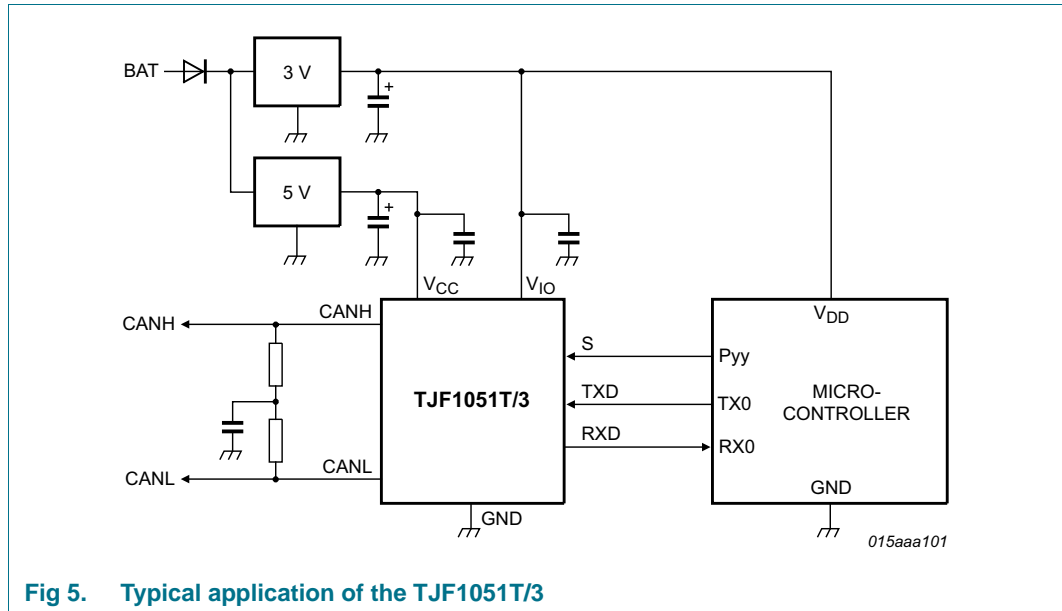 BAT
3 V
+
5 V
+
VCC
VIO
VDD
CANH
CANH
S
Pyy
TJF1051T/3
TXD
TX0
MICRO-
CONTROLLER
RXD
RX0
CANL
CANL
GND
GND
015aaa101
Fig 5. Typical application of the TJF1051T/3